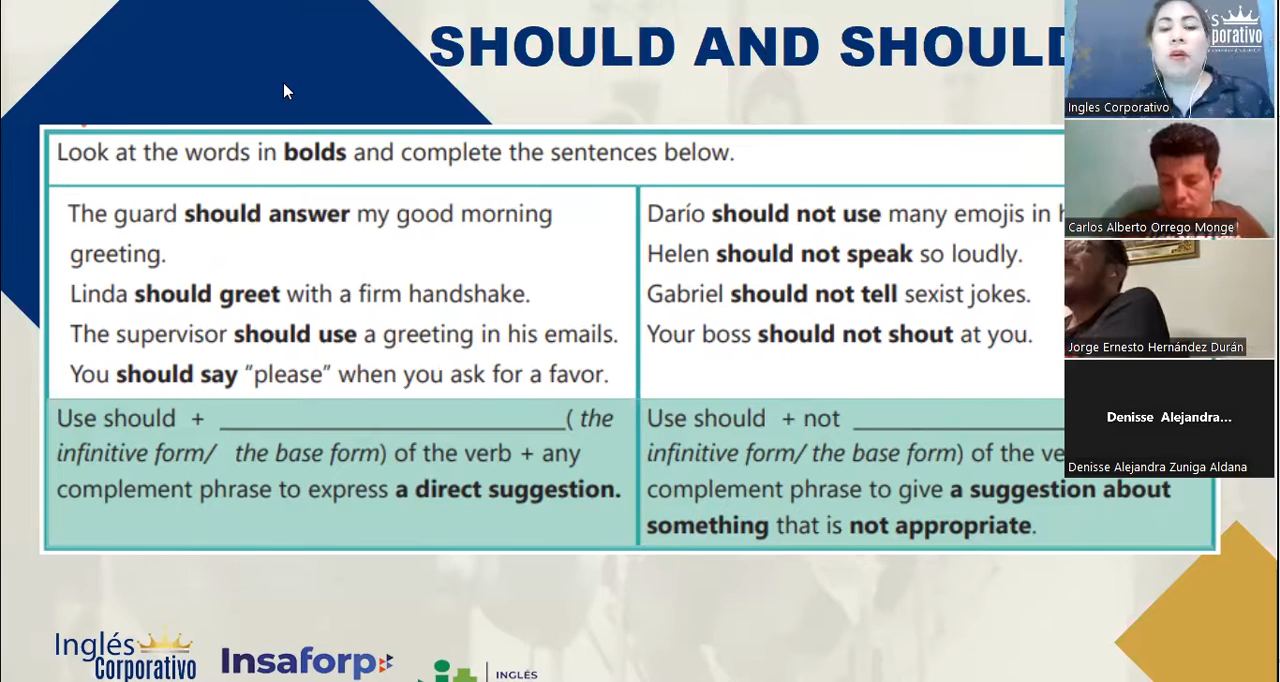 SHOULD AND SHOULD
Look at the words in bolds and complete the sentences below.
The guard should answer my good morning
greeting.
Linda should greet with a firm handshake.
The supervisor should use a greeting in his emails.
You should say “please” when you ask for a favor.
Darío should not use many emojis in
Helen should not speak so loudly.
Gabriel should not tell sexist jokes.
Your boss should not shout at you.
Use should + ______________________________( the
infinitive form/ the base form) of the verb + any
complement phrase to express a direct suggestion.
Use should + not __________________
infinitive form/ the base form) of the
complement phrase to give a suggestion about
something that is not appropriate.
Inglés
Corporativo
Insaforp
INGLÉS
porativo
Ingles Corporativo
Carlos Alberto Orrego Monge
Jorge Ernesto Hernández Durán
Denisse Alejandra...
Denisse Alejandra Zuniga Aldana